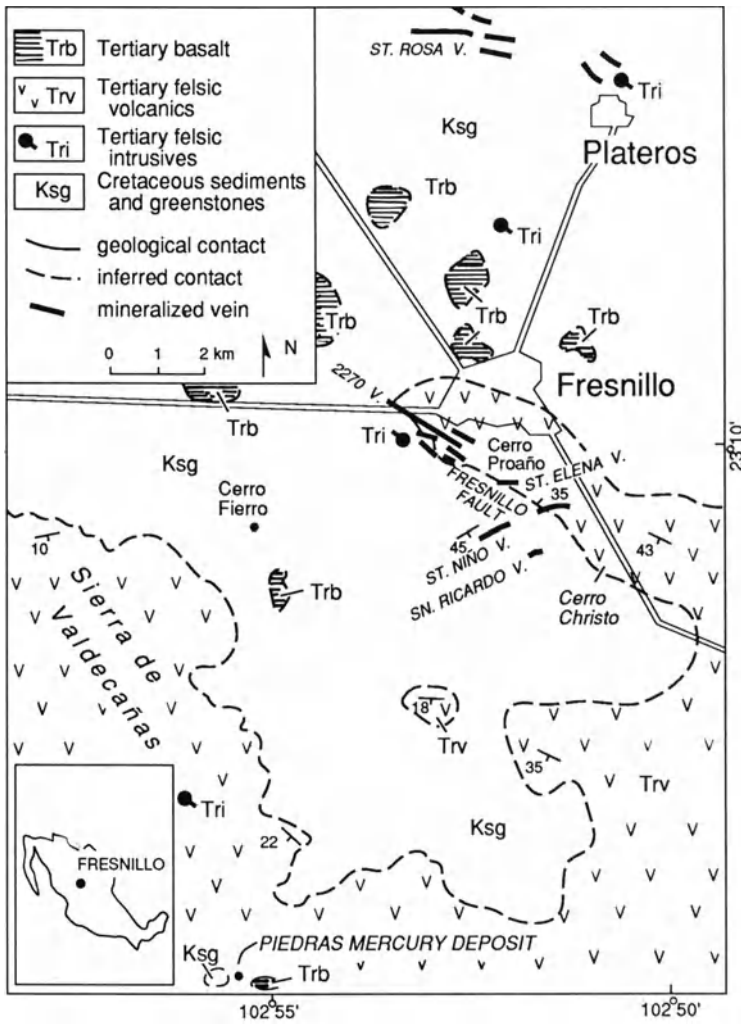 Trb Tertiary basalt
Trv Tertiary felsic
volcanics
Tri Tertiary felsic
intrusives
Ksg Cretaceous sediments
and greenstones
geological contact
inferred contact
mineralized vein
0 1 2 km N
ST. ROSA V.
Tri
Ksg
Plateros
Trb
Tri
Trb
Trb
Trb
Trb
Fresnillo
2270 V.
Trb
Tri
Cerro
Proaño
23°10'
Ksg
ST. ELENA V.
FRESNILLO
FAULT
35
Cerro
Fierro
45
ST. NIÑO V.
43
10
SN. RICARDO V.
Trb
Cerro
Christo
Sierra de
Valdecañas
18
Trv
35
Trv
Tri
Ksg
22
FRESNILLO
PIEDRAS MERCURY DEPOSIT
Ksg
Trb
102°55'
102°50'